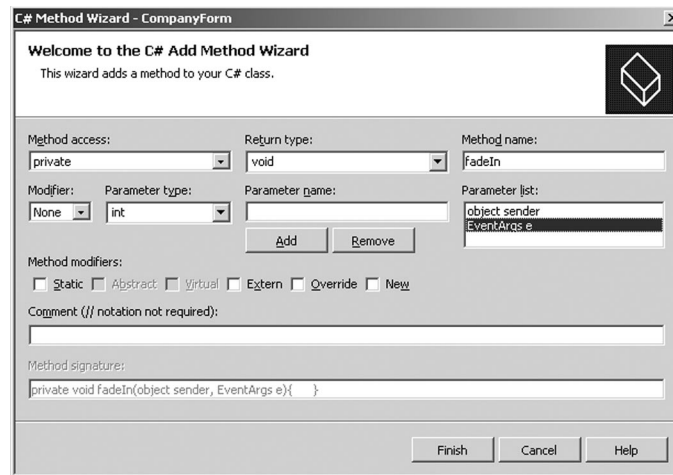 C# Method Wizard - CompanyForm
Welcome to the C# Add Method Wizard
This wizard adds a method to your C# class.
Method access: Return type: Method name:
private void fadeIn
Modifier: Parameter type: Parameter name: Parameter list:
None int object sender
EventArgs e
Add Remove
Method modifiers:
Static Abstract Virtual Extern Override New
Comment (// notation not required):
Method signature:
private void fadeIn(object sender, EventArgs e){ }
Finish Cancel Help